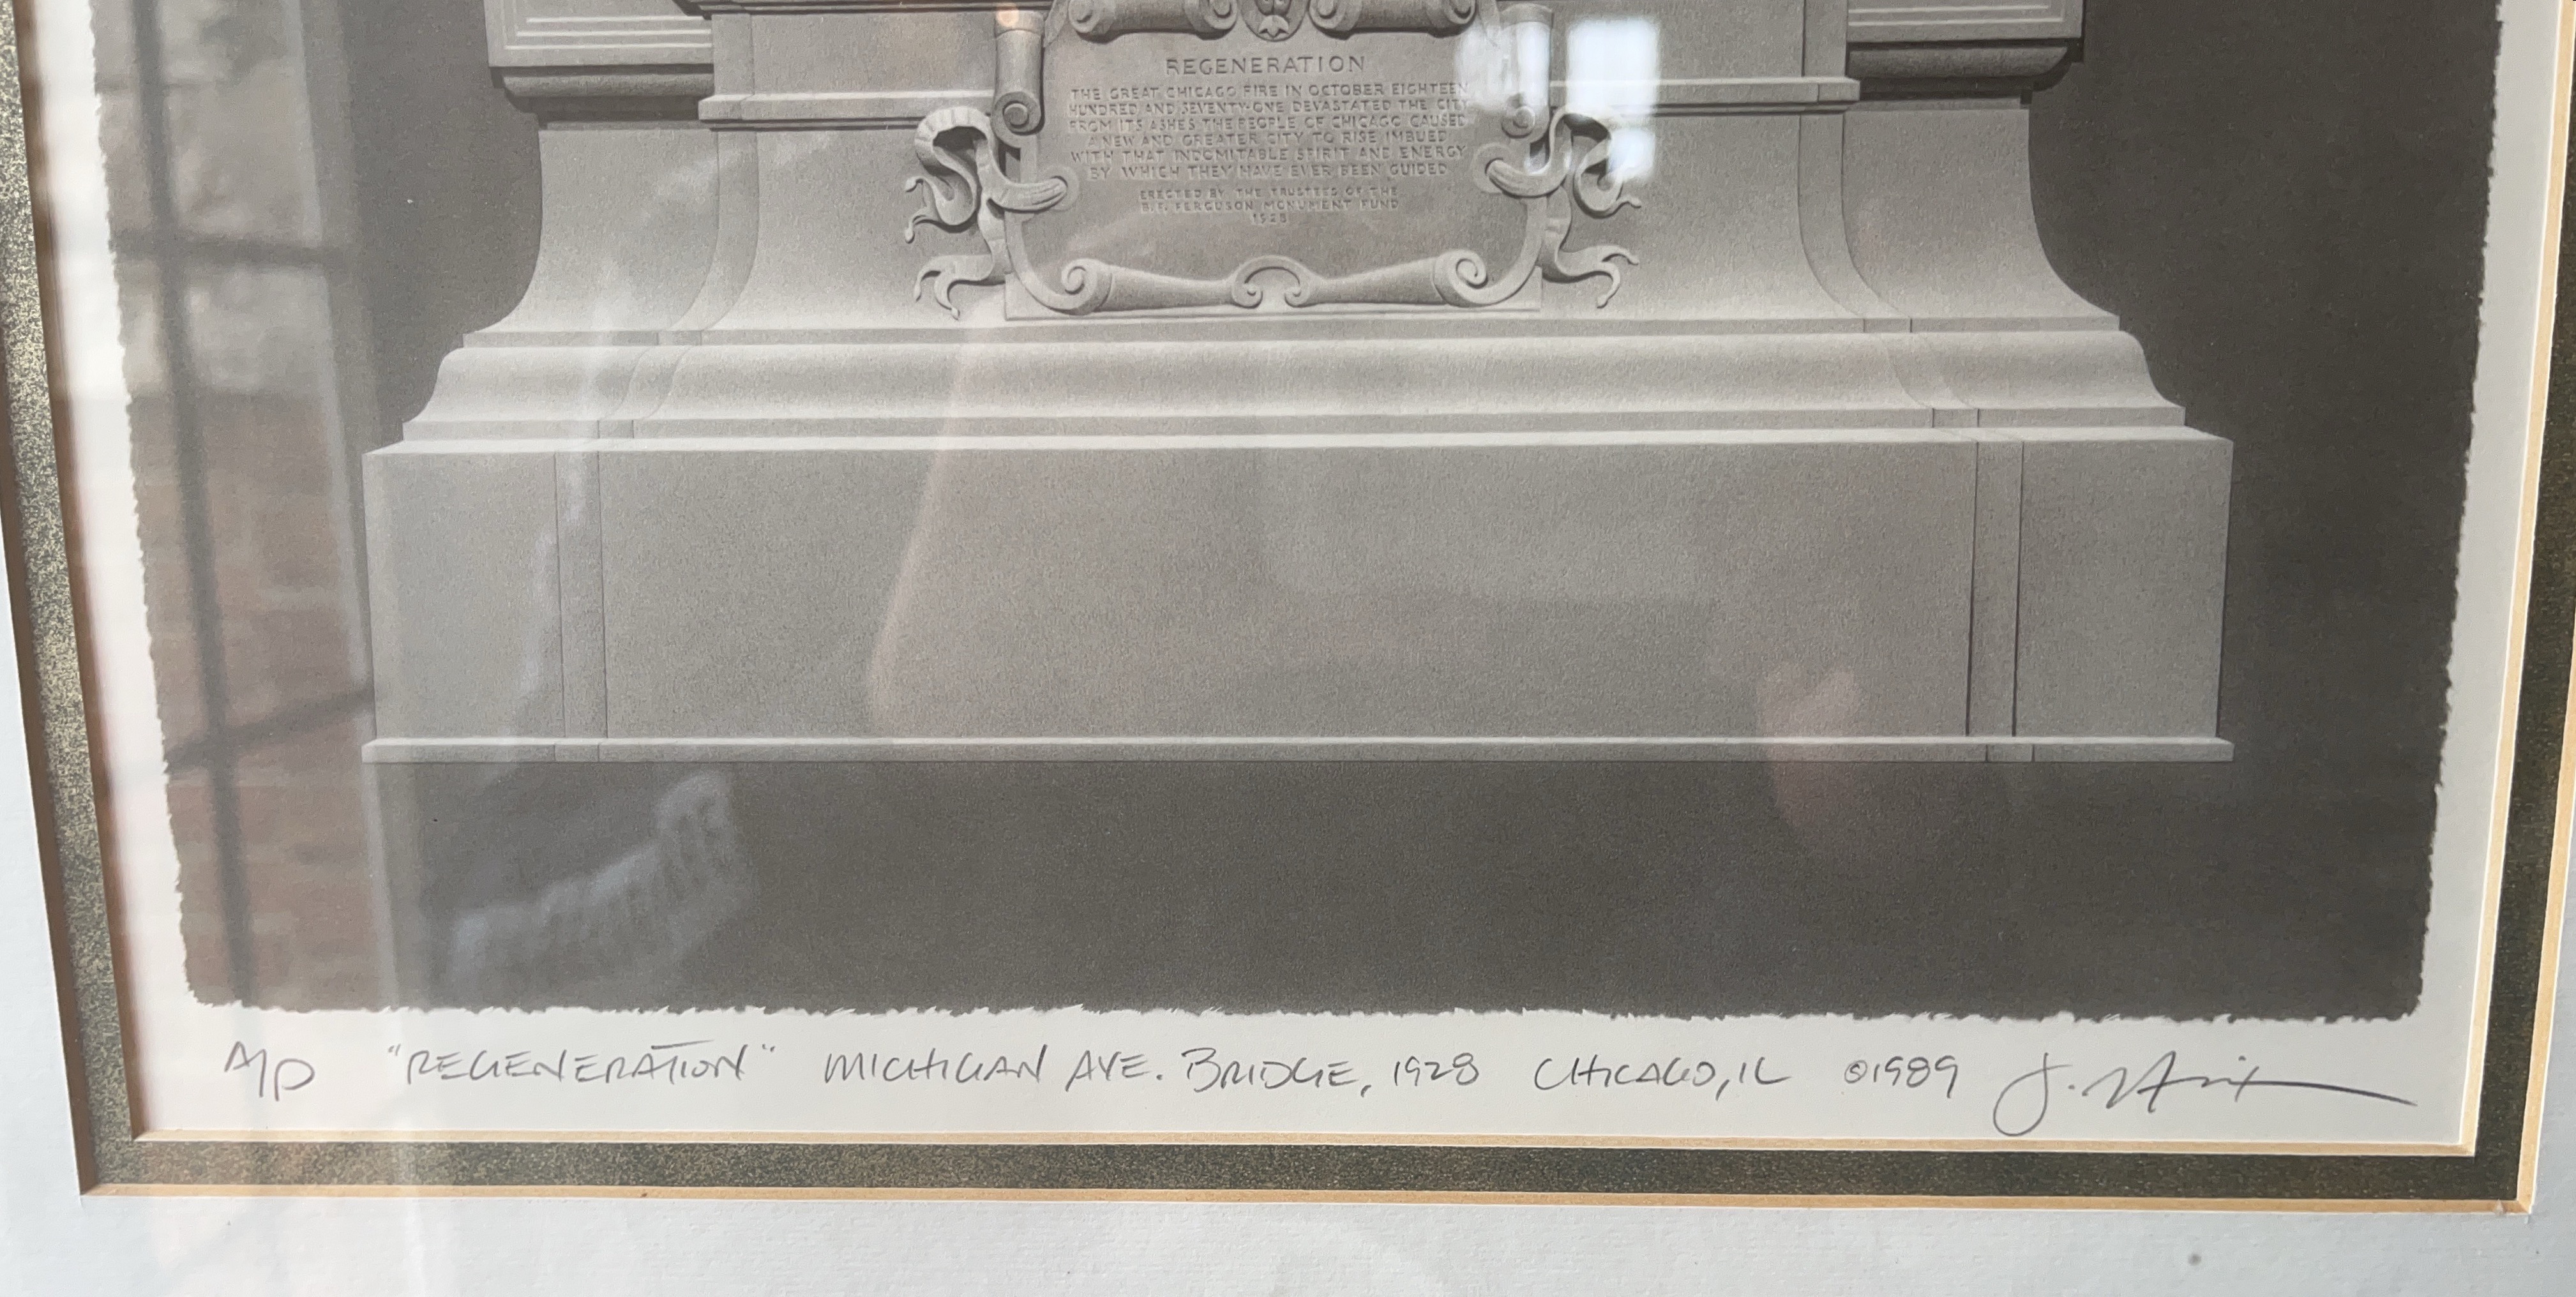 REGENERATION
THE GREAT CHICAGO FIRE IN OCTOBER EIGHTEEN
HUNDRED AND SEVENTY-ONE DEVASTATED THE CITY
FROM ITS ASHES THE PEOPLE OF CHICAGO CAUSED
A NEW AND GREATER CITY TO RISE IMBUED
WITH THAT INDOMITABLE SPIRIT AND ENERGY
BY WHICH THEY HAVE EVER BEEN GUIDED
ERECTED BY THE TRUSTEES OF THE
B.F. FERGUSON MONUMENT FUND
1928
A/P "REGENERATION" MICHIGAN AVE. BRIDGE, 1928 CHICAGO, IL ©1989 J.